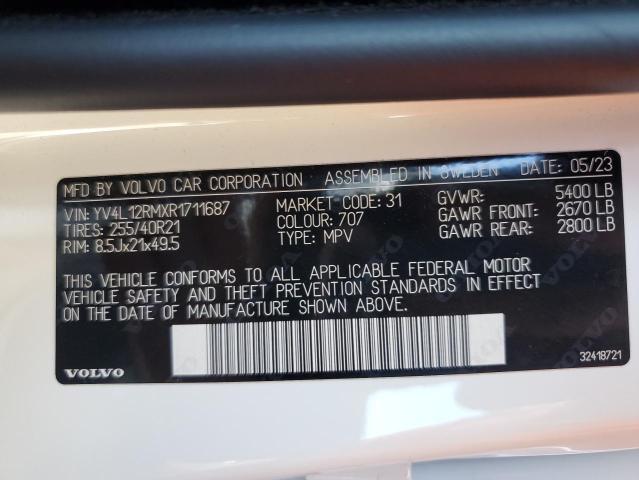 MFD BY VOLVO CAR CORPORATION ASSEMBLED IN SWEDEN DATE: 05/23
VIN: YV4L12RMXR1711687 MARKET CODE: 31 GVWR: 5400 LB
TIRES: 255/40R21 COLOUR: 707 GAWR FRONT: 2670 LB
RIM: 8.5Jx21x49.5 TYPE: MPV GAWR REAR: 2800 LB
THIS VEHICLE CONFORMS TO ALL APPLICABLE FEDERAL MOTOR
VEHICLE SAFETY AND THEFT PREVENTION STANDARDS IN EFFECT
ON THE DATE OF MANUFACTURE SHOWN ABOVE.
VOLVO 32418721